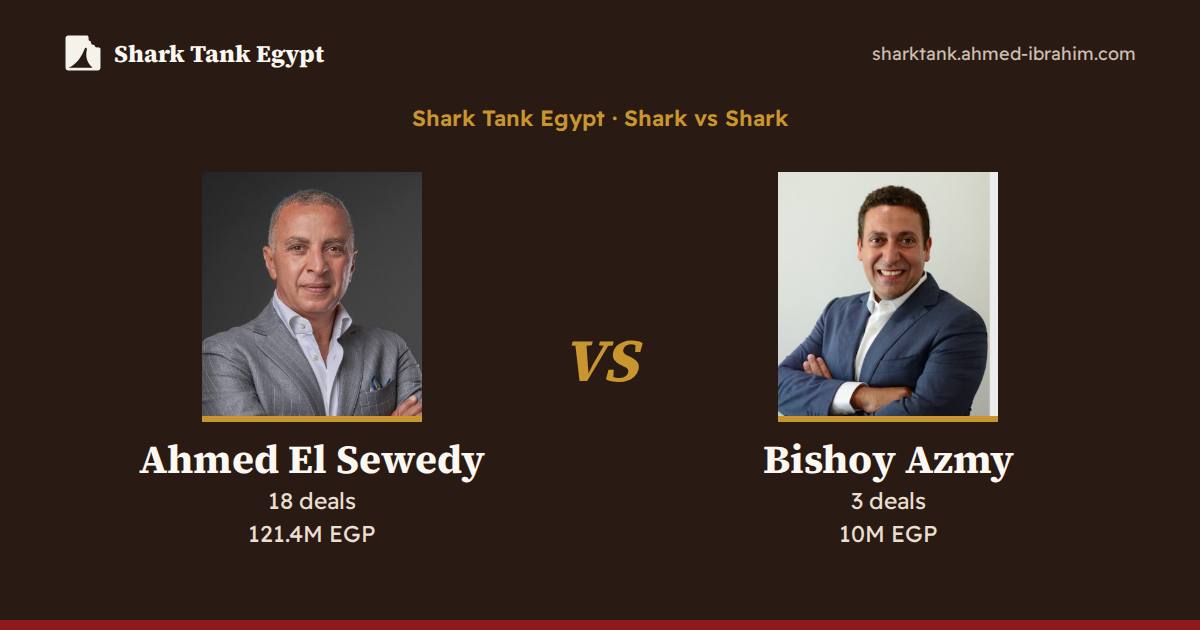 Shark Tank Egypt
sharktank.ahmed-ibrahim.com
Shark Tank Egypt · Shark vs Shark
VS
Ahmed El Sewedy
18 deals
121.4M EGP
Bishoy Azmy
3 deals
10M EGP